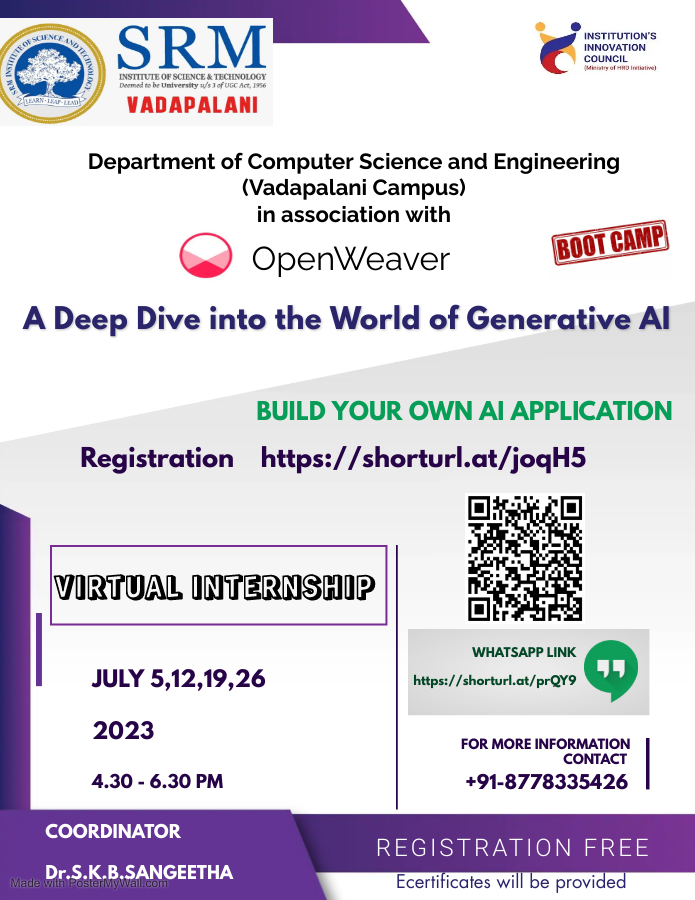 SRM
INSTITUTE OF SCIENCE & TECHNOLOGY
Deemed to be University u/s 3 of UGC Act, 1956
VADAPALANI
INSTITUTE OF SCIENCE AND TECHNOLOGY
LEARN - LEAP - LEAD
INSTITUTION'S
INNOVATION
COUNCIL
(Ministry of HRD Initiative)
Department of Computer Science and Engineering
(Vadapalani Campus)
in association with
OpenWeaver
BOOT CAMP
A Deep Dive into the World of Generative AI
BUILD YOUR OWN AI APPLICATION
Registration https://shorturl.at/joqH5
VIRTUAL INTERNSHIP
JULY 5,12,19,26
2023
4.30 - 6.30 PM
WHATSAPP LINK
https://shorturl.at/prQY9
FOR MORE INFORMATION
CONTACT
+91-8778335426
COORDINATOR
Dr.S.K.B.SANGEETHA
Made with PosterMyWall.com
REGISTRATION FREE
Ecertificates will be provided